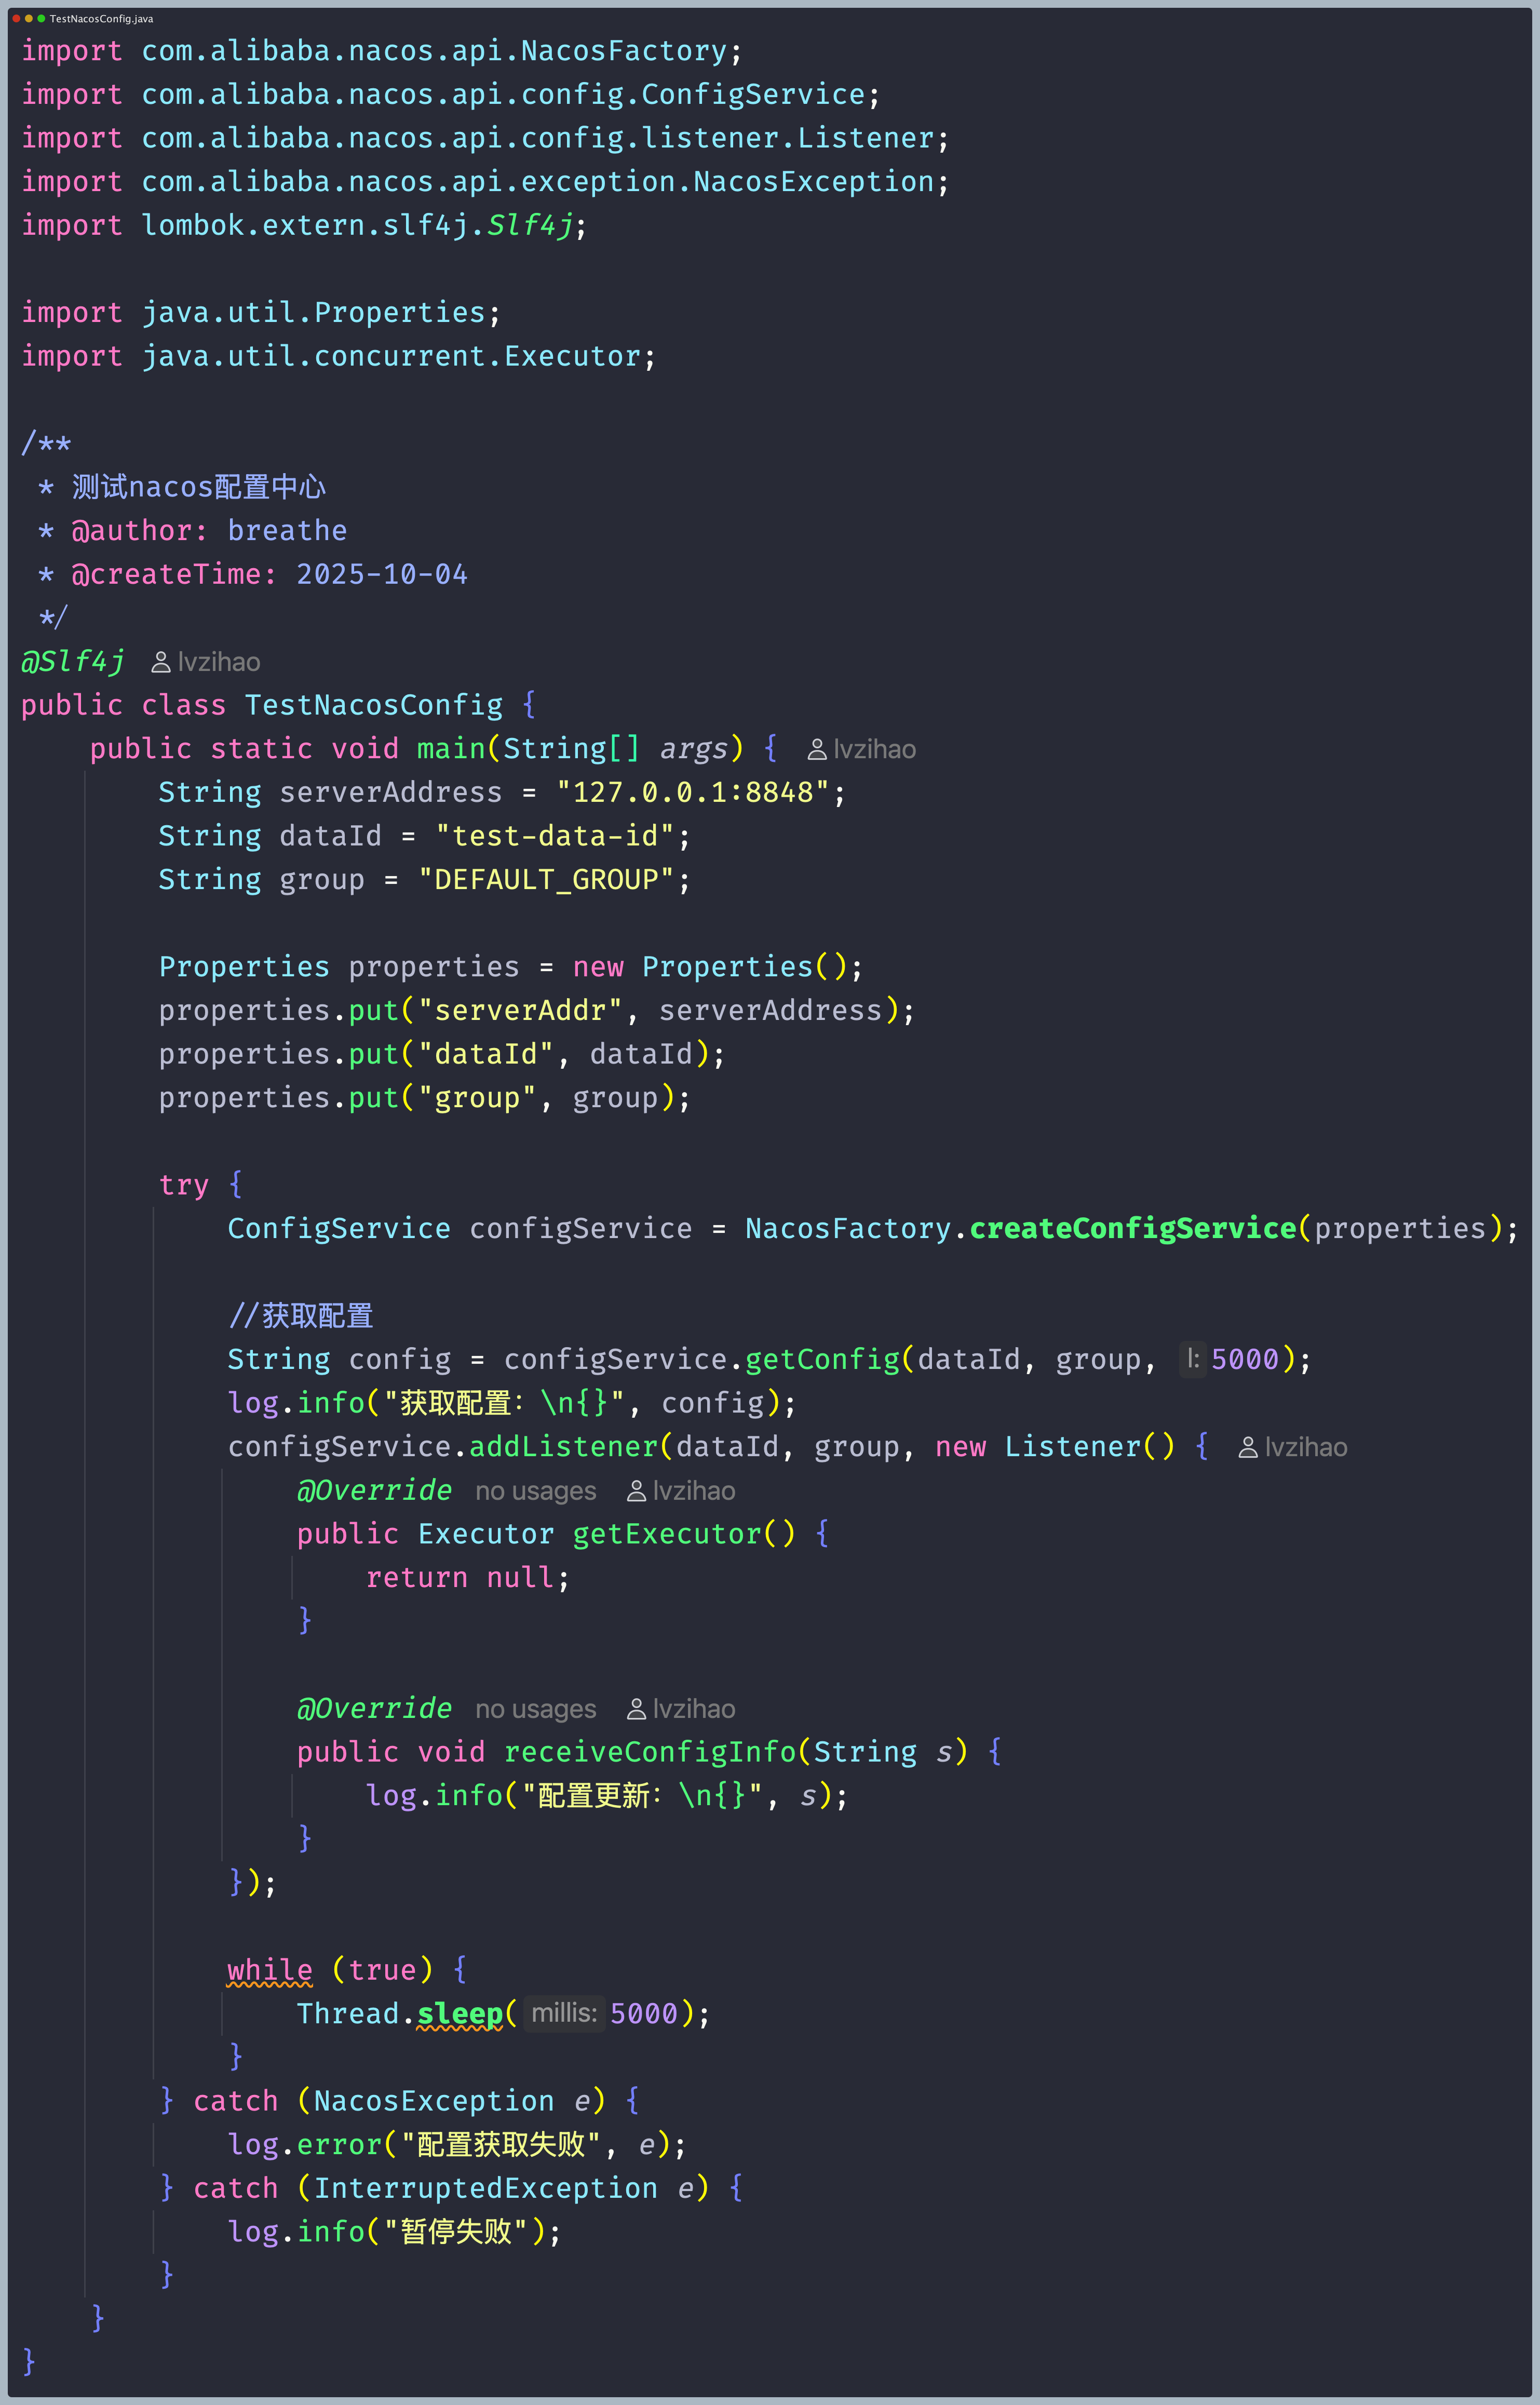 TestNacosConfig.java
import com.alibaba.nacos.api.NacosFactory;
import com.alibaba.nacos.api.config.ConfigService;
import com.alibaba.nacos.api.config.listener.Listener;
import com.alibaba.nacos.api.exception.NacosException;
import lombok.extern.slf4j.Slf4j;
import java.util.Properties;
import java.util.concurrent.Executor;
/**
 * 测试nacos配置中心
 * @author: breathe
 * @createTime: 2025-10-04
 */
@Slf4j lvzihao
public class TestNacosConfig {
    public static void main(String[] args) { lvzihao
        String serverAddress = "127.0.0.1:8848";
        String dataId = "test-data-id";
        String group = "DEFAULT_GROUP";
        Properties properties = new Properties();
        properties.put("serverAddr", serverAddress);
        properties.put("dataId", dataId);
        properties.put("group", group);
        try {
            ConfigService configService = NacosFactory.createConfigService(properties);
            //获取配置
            String config = configService.getConfig(dataId, group, l: 5000);
            log.info("获取配置：\n{}", config);
            configService.addListener(dataId, group, new Listener() { lvzihao
                @Override no usages lvzihao
                public Executor getExecutor() {
                    return null;
                }
                @Override no usages lvzihao
                public void receiveConfigInfo(String s) {
                    log.info("配置更新：\n{}", s);
                }
            });
            while (true) {
                Thread.sleep( millis: 5000);
            }
        } catch (NacosException e) {
            log.error("配置获取失败", e);
        } catch (InterruptedException e) {
            log.info("暂停失败");
        }
    }
}